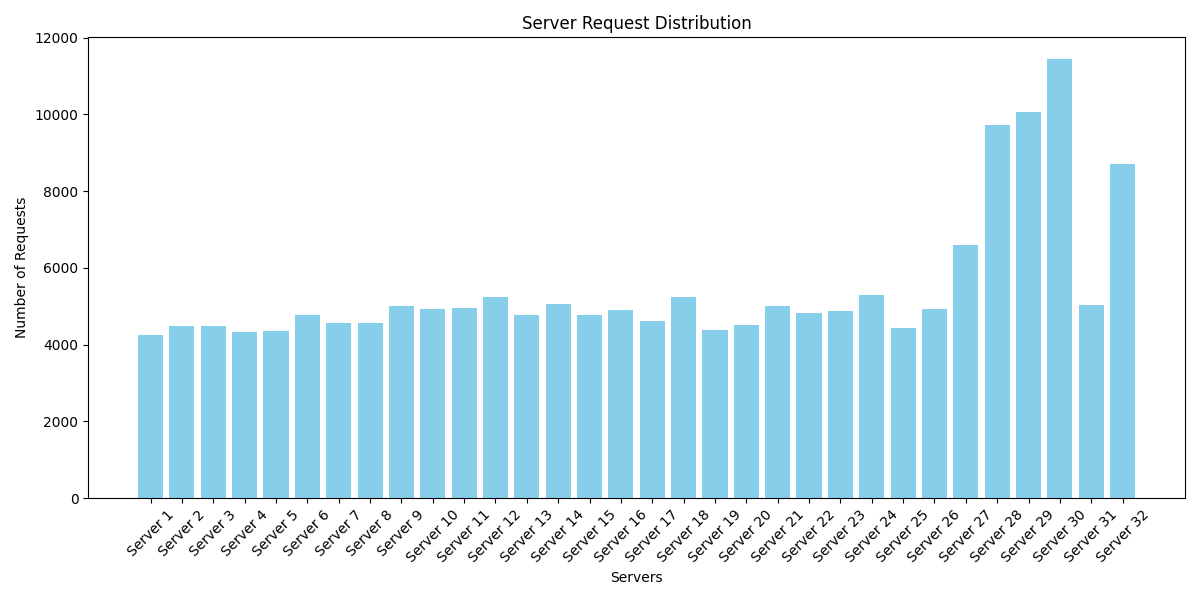 Server Request Distribution
12000
10000
8000
6000
4000
2000
0
Number of Requests
Server 1
Server 2
Server 3
Server 4
Server 5
Server 6
Server 7
Server 8
Server 9
Server 10
Server 11
Server 12
Server 13
Server 14
Server 15
Server 16
Server 17
Server 18
Server 19
Server 20
Server 21
Server 22
Server 23
Server 24
Server 25
Server 26
Server 27
Server 28
Server 29
Server 30
Server 31
Server 32
Servers